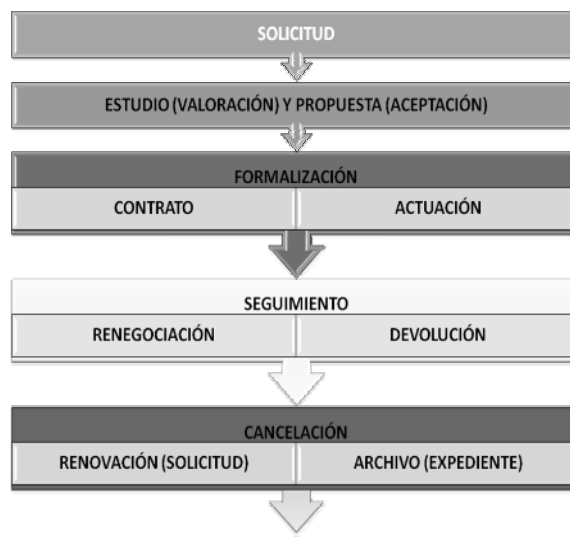 SOLICITUD
ESTUDIO (VALORACIÓN) Y PROPUESTA (ACEPTACIÓN)
FORMALIZACIÓN
CONTRATO
ACTUACIÓN
SEGUIMIENTO
RENEGOCIACIÓN
DEVOLUCIÓN
CANCELACIÓN
RENOVACIÓN (SOLICITUD)
ARCHIVO (EXPEDIENTE)